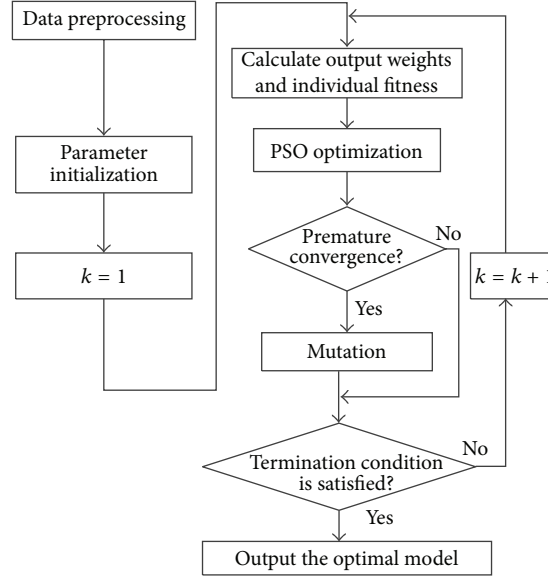 Data preprocessing
Parameter
initialization
k = 1
Calculate output weights
and individual fitness
PSO optimization
Premature
convergence?
No
Yes
Mutation
k = k + 1
Termination condition
is satisfied?
No
Yes
Output the optimal model